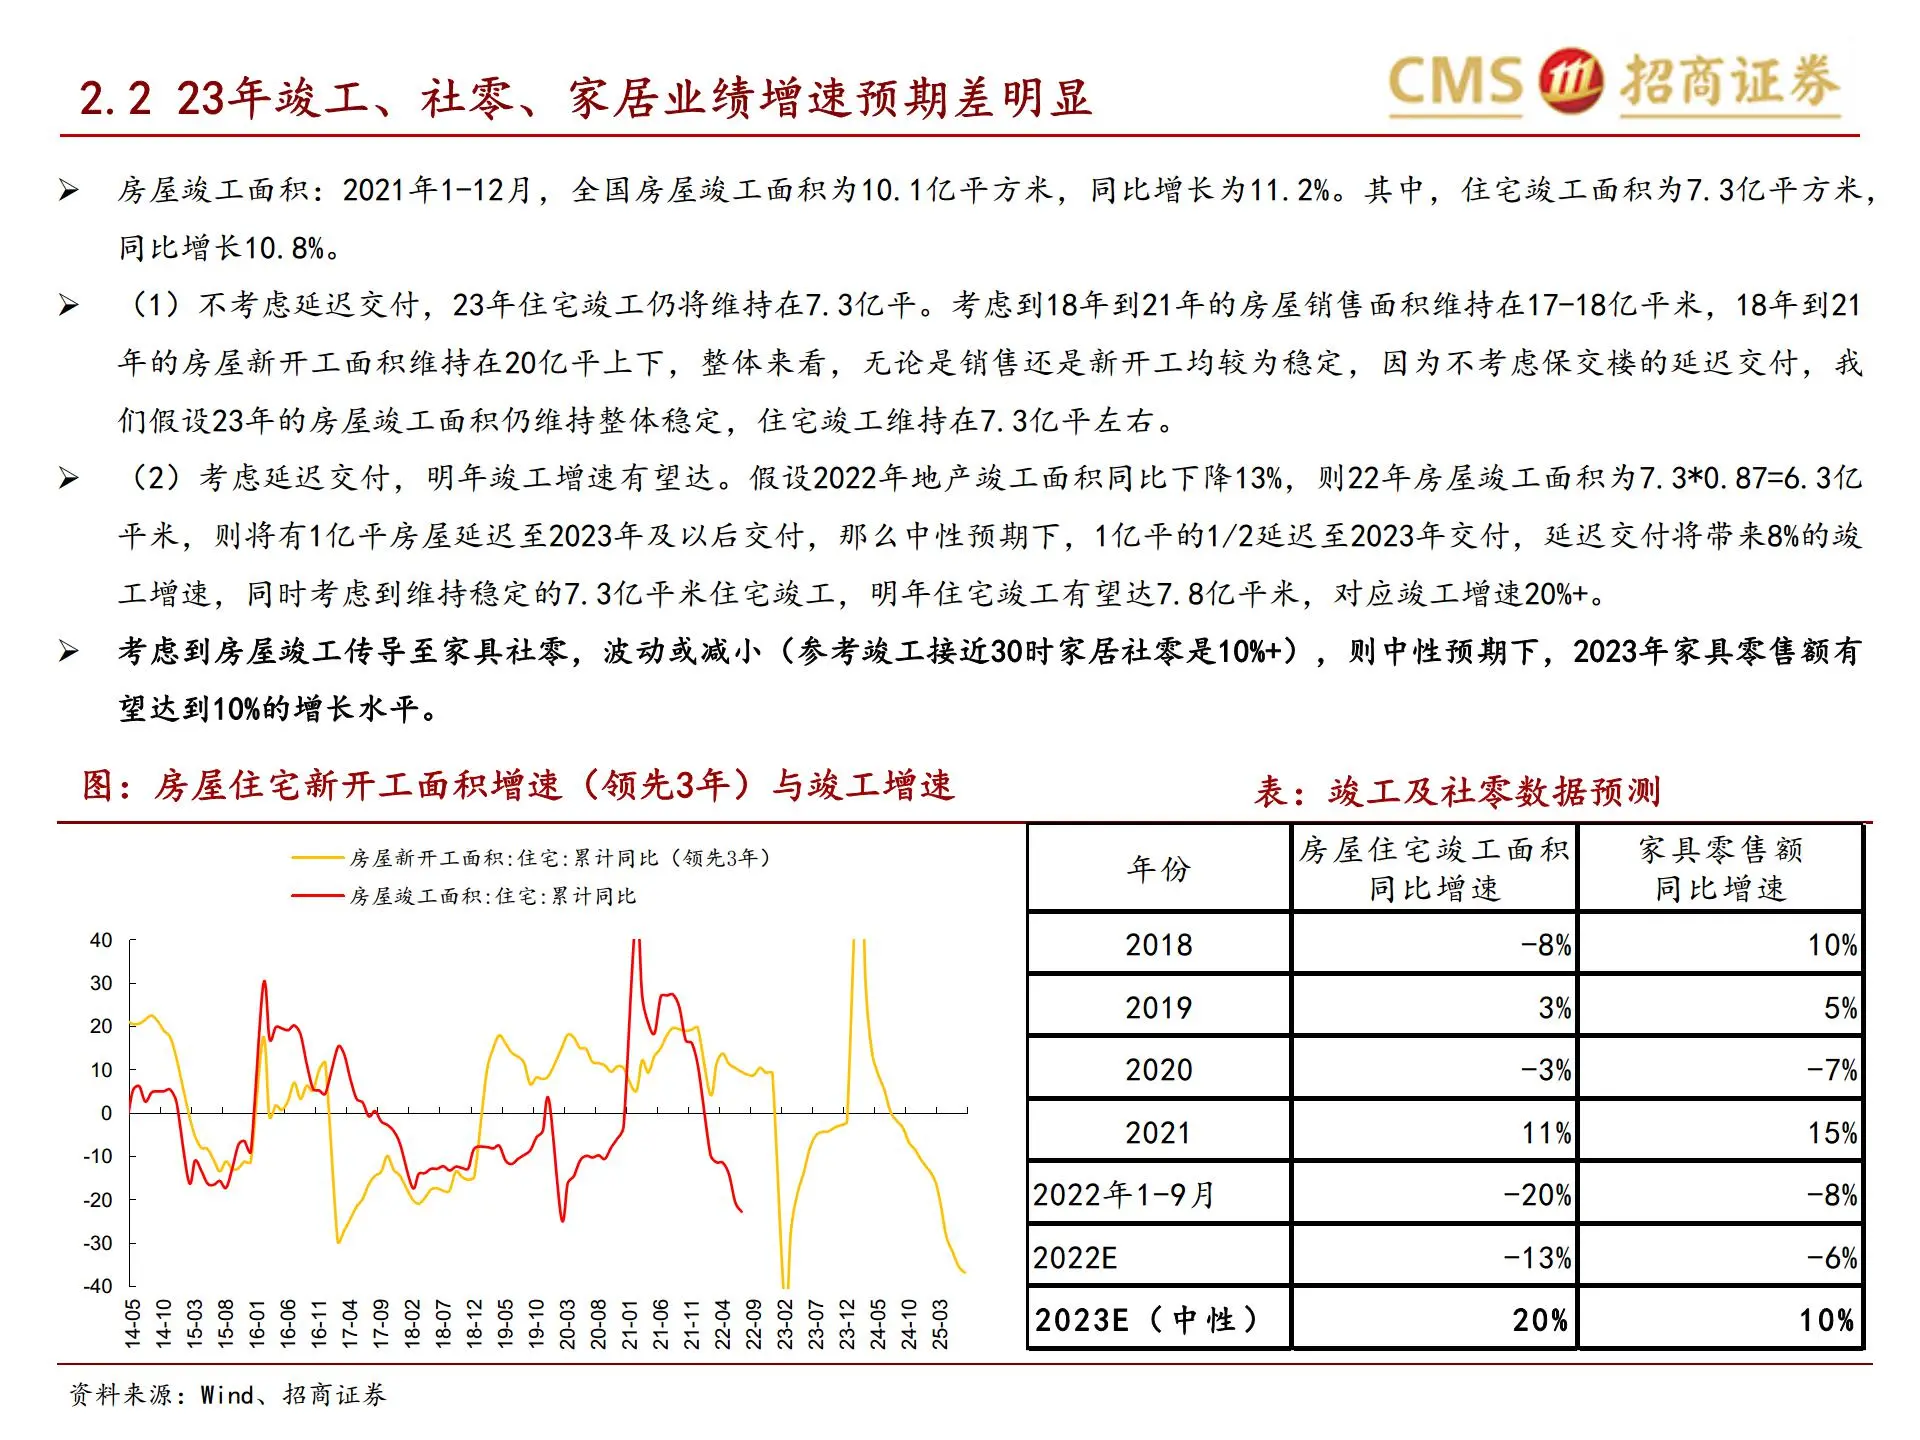 2.2 23年竣工、社零、家居业绩增速预期差明显
CMS 招商证券
房屋竣工面积：2021年1-12月，全国房屋竣工面积为10.1亿平方米，同比增长为11.2%。其中，住宅竣工面积为7.3亿平方米，
同比增长10.8%。
（1）不考虑延迟交付，23年住宅竣工仍将维持在7.3亿平。考虑到18年到21年的房屋销售面积维持在17-18亿平米，18年到21
年的房屋新开工面积维持在20亿平上下，整体来看，无论是销售还是新开工均较为稳定，因为不考虑保交楼的延迟交付，我
们假设23年的房屋竣工面积仍维持整体稳定，住宅竣工维持在7.3亿平左右。
（2）考虑延迟交付，明年竣工增速有望达。假设2022年地产竣工面积同比下降13%，则22年房屋竣工面积为7.3*0.87=6.3亿
平米，则将有1亿平房屋延迟至2023年及以后交付，那么中性预期下，1亿平的1/2延迟至2023年交付，延迟交付将带来8%的竣
工增速，同时考虑到维持稳定的7.3亿平米住宅竣工，明年住宅竣工有望达7.8亿平米，对应竣工增速20%+。
考虑到房屋竣工传导至家具社零，波动或减小（参考竣工接近30时家居社零是10%+），则中性预期下，2023年家具零售额有
望达到10%的增长水平。
图：房屋住宅新开工面积增速（领先3年）与竣工增速
房屋新开工面积:住宅:累计同比（领先3年）
房屋竣工面积:住宅:累计同比
40
30
20
10
0
-10
-20
-30
-40
14-05 14-10 15-03 15-08 16-01 16-06 16-11 17-04 17-09 18-02 18-07 18-12 19-05 19-10 20-03 20-08 21-01 21-06 21-11 22-04 22-09 23-02 23-07 23-12 24-05 24-10 25-03
表：竣工及社零数据预测
年份 房屋住宅竣工面积同比增速 家具零售额同比增速
2018 -8% 10%
2019 3% 5%
2020 -3% -7%
2021 11% 15%
2022年1-9月 -20% -8%
2022E -13% -6%
2023E（中性） 20% 10%
资料来源：Wind、招商证券